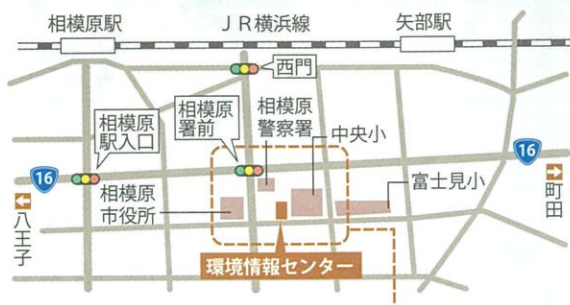 相模原駅
JR横浜線
矢部駅
西門
相模原
駅入口
相模原
署前
相模原
警察署
中央小
16
16
相模原
市役所
富士見小
八王子
町田
環境情報センター